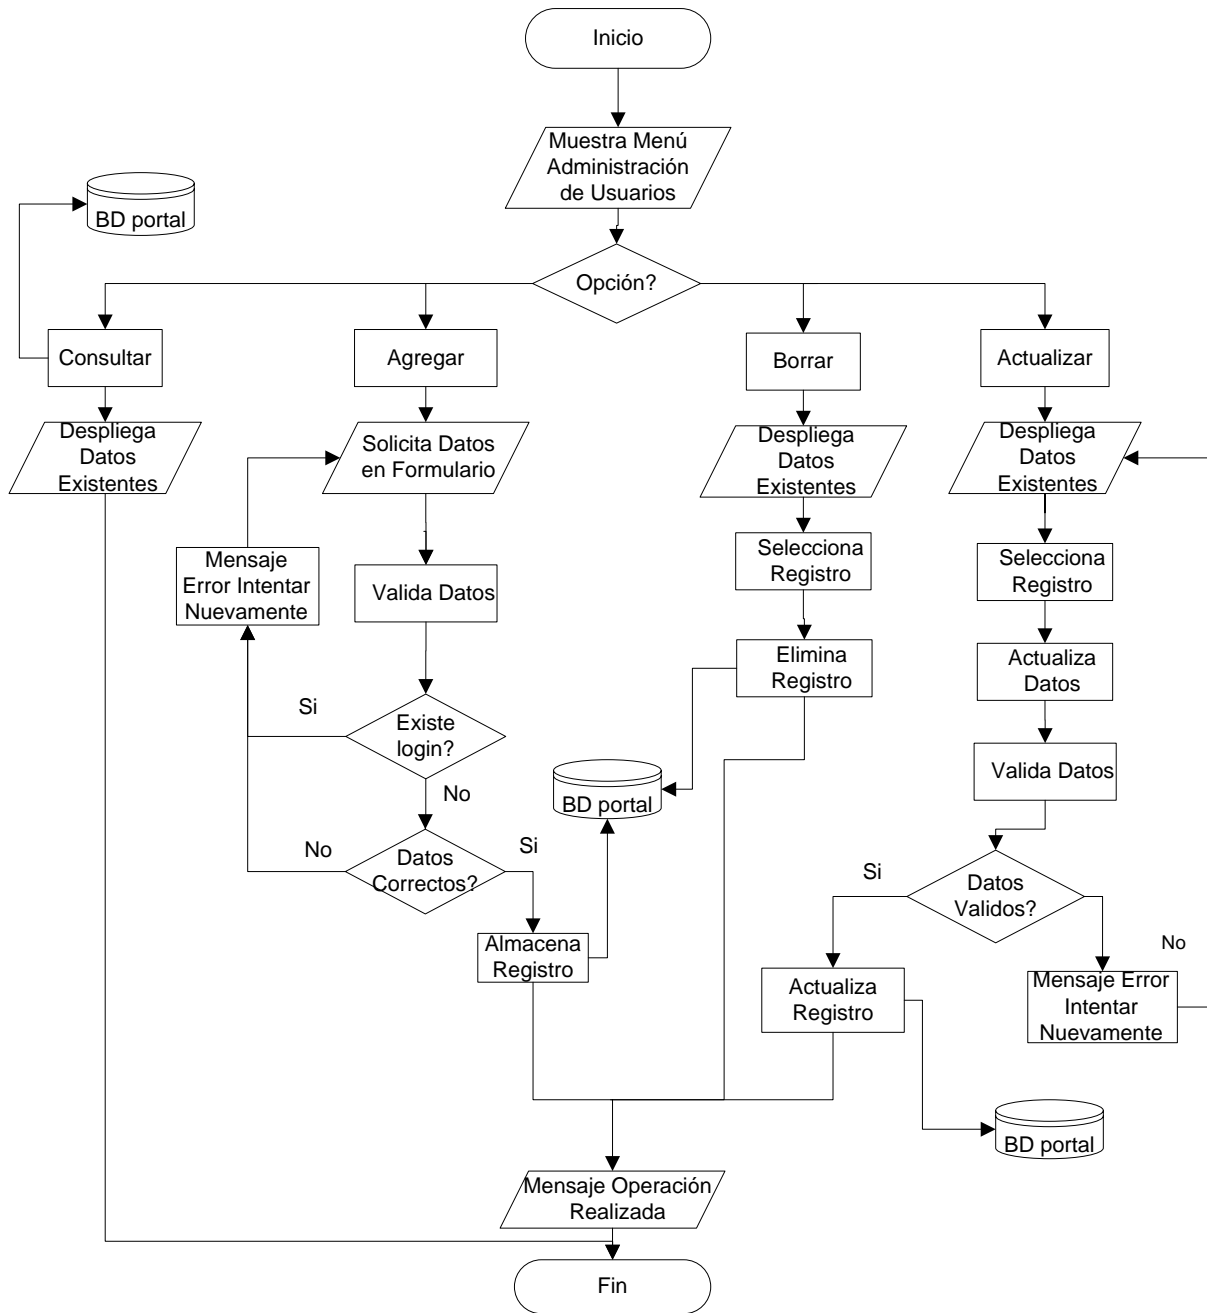 Inicio
Muestra Menú
Administración
de Usuarios
BD portal
Opción?
Consultar
Agregar
Borrar
Actualizar
Despliega
Datos
Existentes
Solicita Datos
en Formulario
Despliega
Datos
Existentes
Despliega
Datos
Existentes
Mensaje
Error Intentar
Nuevamente
Valida Datos
Selecciona
Registro
Selecciona
Registro
Elimina
Registro
Actualiza
Datos
Si
Existe
login?
No
Valida Datos
BD portal
No
Datos
Correctos?
Si
Si
Datos
Validos?
No
Almacena
Registro
Actualiza
Registro
Mensaje Error
Intentar
Nuevamente
BD portal
Mensaje Operación
Realizada
Fin